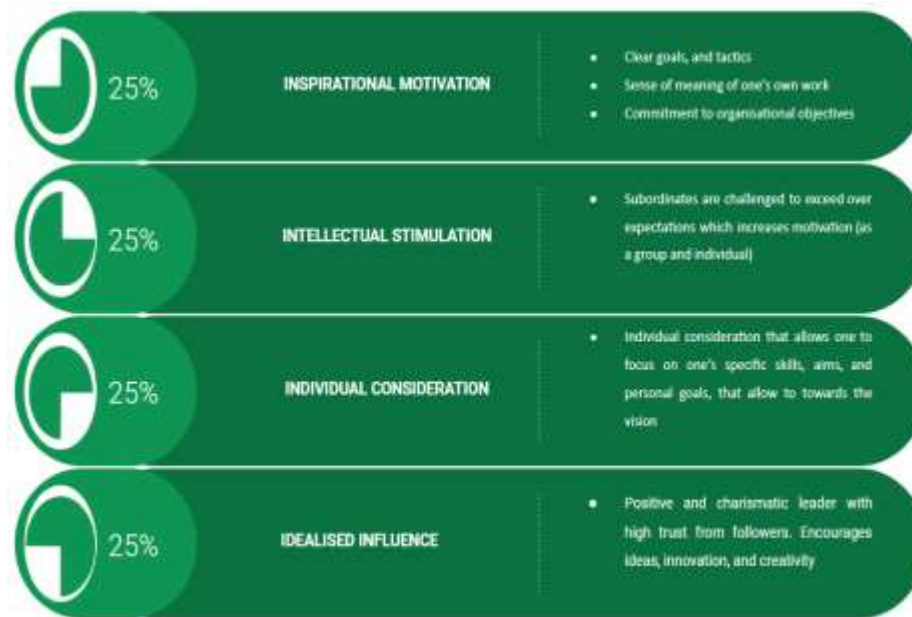 25%
INSPIRATIONAL MOTIVATION
• Clear goals, and tactics
• Sense of meaning of one's own work
• Commitment to organisational objectives
25%
INTELLECTUAL STIMULATION
• Subordinates are challenged to exceed over
expectations which increases motivation (as
a group and individual)
25%
INDIVIDUAL CONSIDERATION
• Individual consideration that allows one to
focus on one's specific skills, aims, and
personal goals, that allow to towards the
vision
25%
IDEALISED INFLUENCE
• Positive and charismatic leader with
high trust from followers. Encourages
ideas, innovation, and creativity